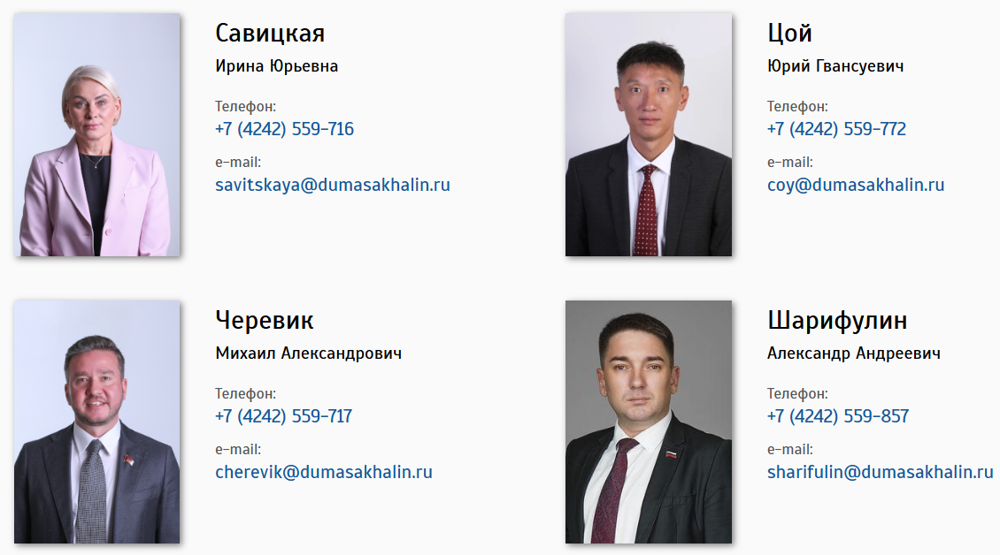 Савицкая
Ирина Юрьевна
Телефон:
+7 (4242) 559-716
e-mail:
savitskaya@dumasakhalin.ru
Цой
Юрий Гвансуевич
Телефон:
+7 (4242) 559-772
e-mail:
coy@dumasakhalin.ru
Черевик
Михаил Александрович
Телефон:
+7 (4242) 559-717
e-mail:
cherevik@dumasakhalin.ru
Шарифулин
Александр Андреевич
Телефон:
+7 (4242) 559-857
e-mail:
sharifulin@dumasakhalin.ru